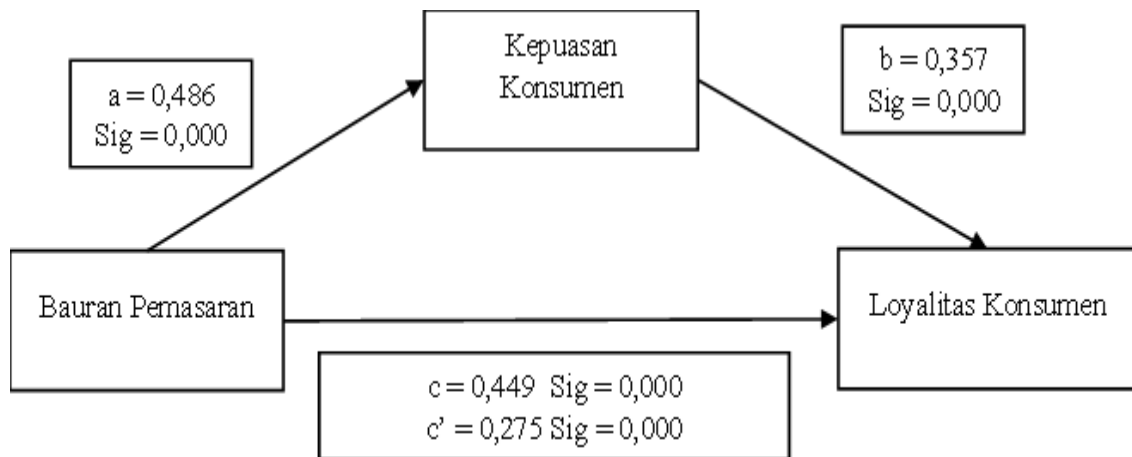 Kepuasan
Konsumen
a = 0,486
Sig = 0,000
b = 0,357
Sig = 0,000
Bauran Pemasaran
Loyalitas Konsumen
c = 0,449 Sig = 0,000
c’ = 0,275 Sig = 0,000